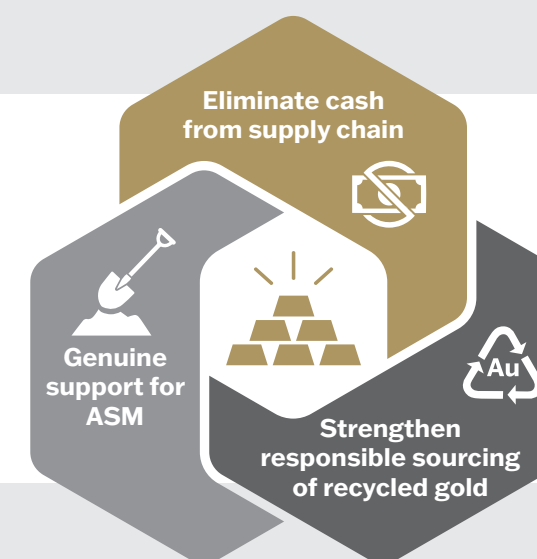 Eliminate cash
from supply chain
Genuine
support for
ASM
Au
Strengthen
responsible sourcing
of recycled gold